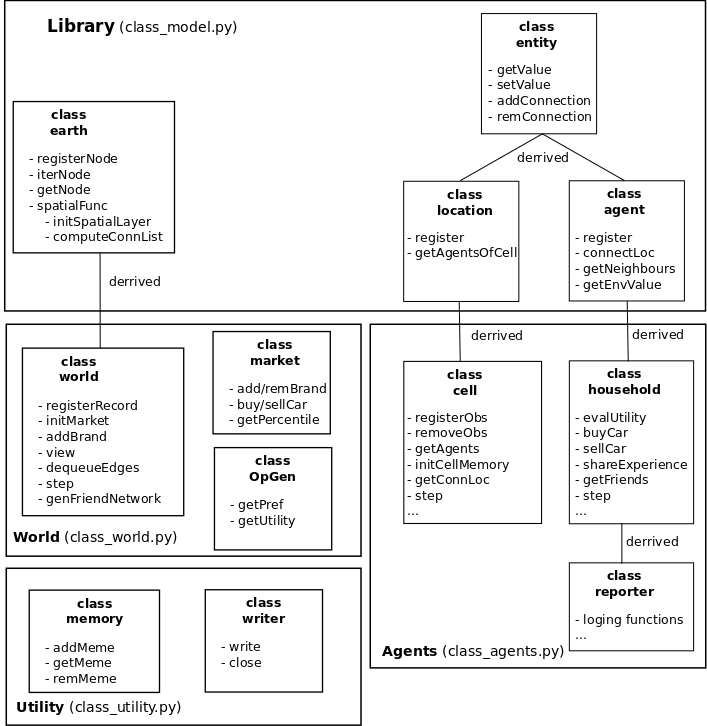 Library (class_model.py)
class
entity
- getValue
- setValue
- addConnection
- remConnection
derrived
class
earth
- registerNode
- iterNode
- getNode
- spatialFunc
- initSpatialLayer
- computeConnList
derrived
class
location
- register
- getAgentsOfCell
class
agent
- register
- connectLoc
- getNeighbours
- getEnvValue
class
world
- registerRecord
- initMarket
- addBrand
- view
- dequeueEdges
- step
- genFriendNetwork
class
market
- add/remBrand
- buy/sellCar
- getPercentile
class
OpGen
- getPref
- getUtility
World (class_world.py)
derrived
derrived
class
cell
- registerObs
- removeObs
- getAgents
- initCellMemory
- getConnLoc
- step
...
class
household
- evalUtility
- buyCar
- sellCar
- shareExperience
- getFriends
- step
...
derrived
class
reporter
- loging functions
...
Agents (class_agents.py)
class
memory
- addMeme
- getMeme
- remMeme
class
writer
- write
- close
Utility (class_utility.py)